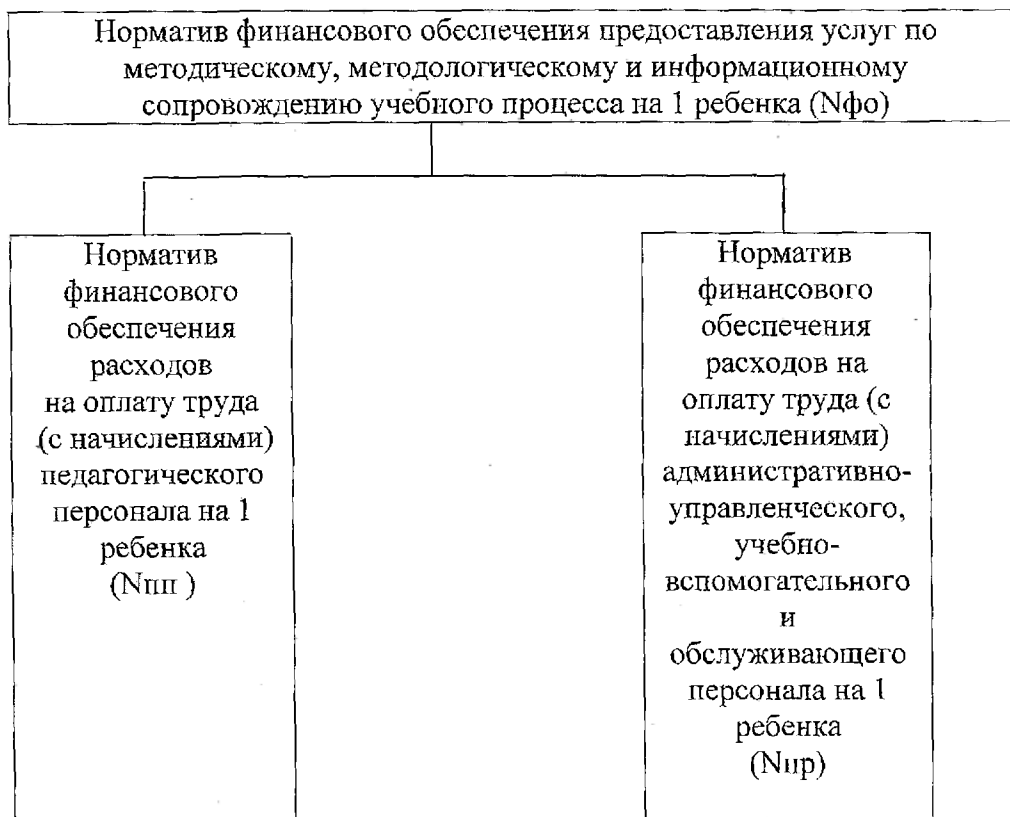 Норматив финансового обеспечения предоставления услуг по
методическому, методологическому и информационному
сопровождению учебного процесса на 1 ребенка (Nфо)
Норматив
финансового
обеспечения
расходов
на оплату труда
(с начислениями)
педагогического
персонала на 1
ребенка
(Nпп )
Норматив
финансового
обеспечения
расходов на
оплату труда (с
начислениями)
административно-
управленческого,
учебно-
вспомогательного
и
обслуживающего
персонала на 1
ребенка
(Nпр)